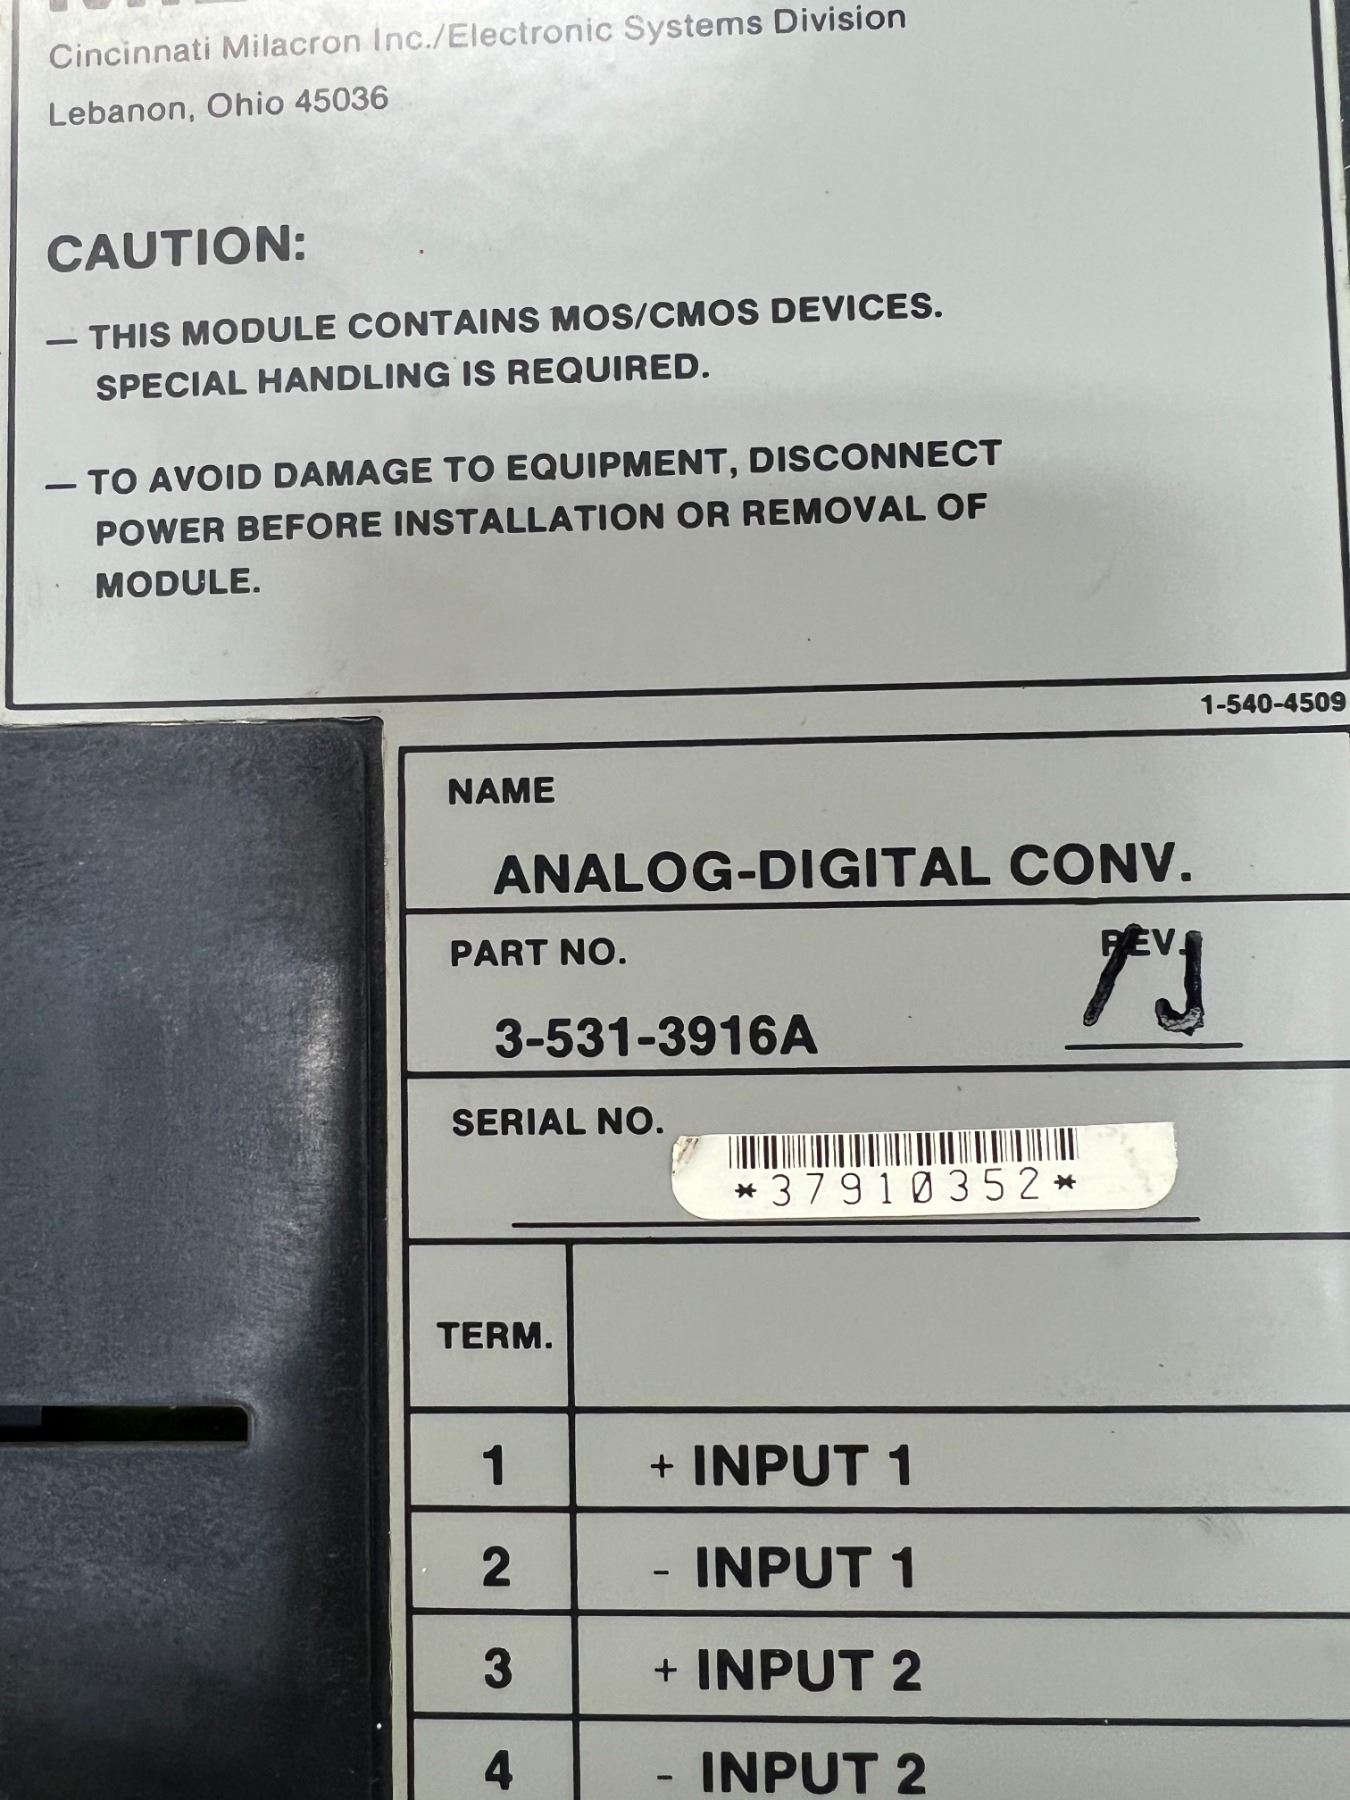 Cincinnati Milacron Inc./Electronic Systems Division
Lebanon, Ohio 45036
CAUTION:
— THIS MODULE CONTAINS MOS/CMOS DEVICES.
SPECIAL HANDLING IS REQUIRED.
— TO AVOID DAMAGE TO EQUIPMENT, DISCONNECT
POWER BEFORE INSTALLATION OR REMOVAL OF
MODULE.
1-540-4509
NAME
ANALOG-DIGITAL CONV.
PART NO.
REV.
/J
3-531-3916A
SERIAL NO.
*37910352*
TERM.
1 + INPUT 1
2 - INPUT 1
3 + INPUT 2
4 - INPUT 2